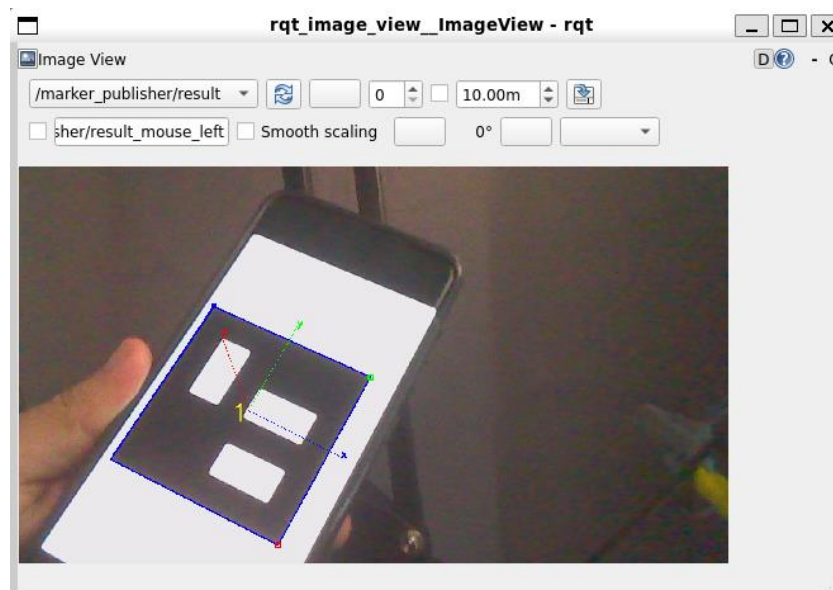 rqt_image_view__ImageView - rqt
Image View
D - C
/marker_publisher/result 0 10.00m
sher/result_mouse_left Smooth scaling 0°
y
1
x